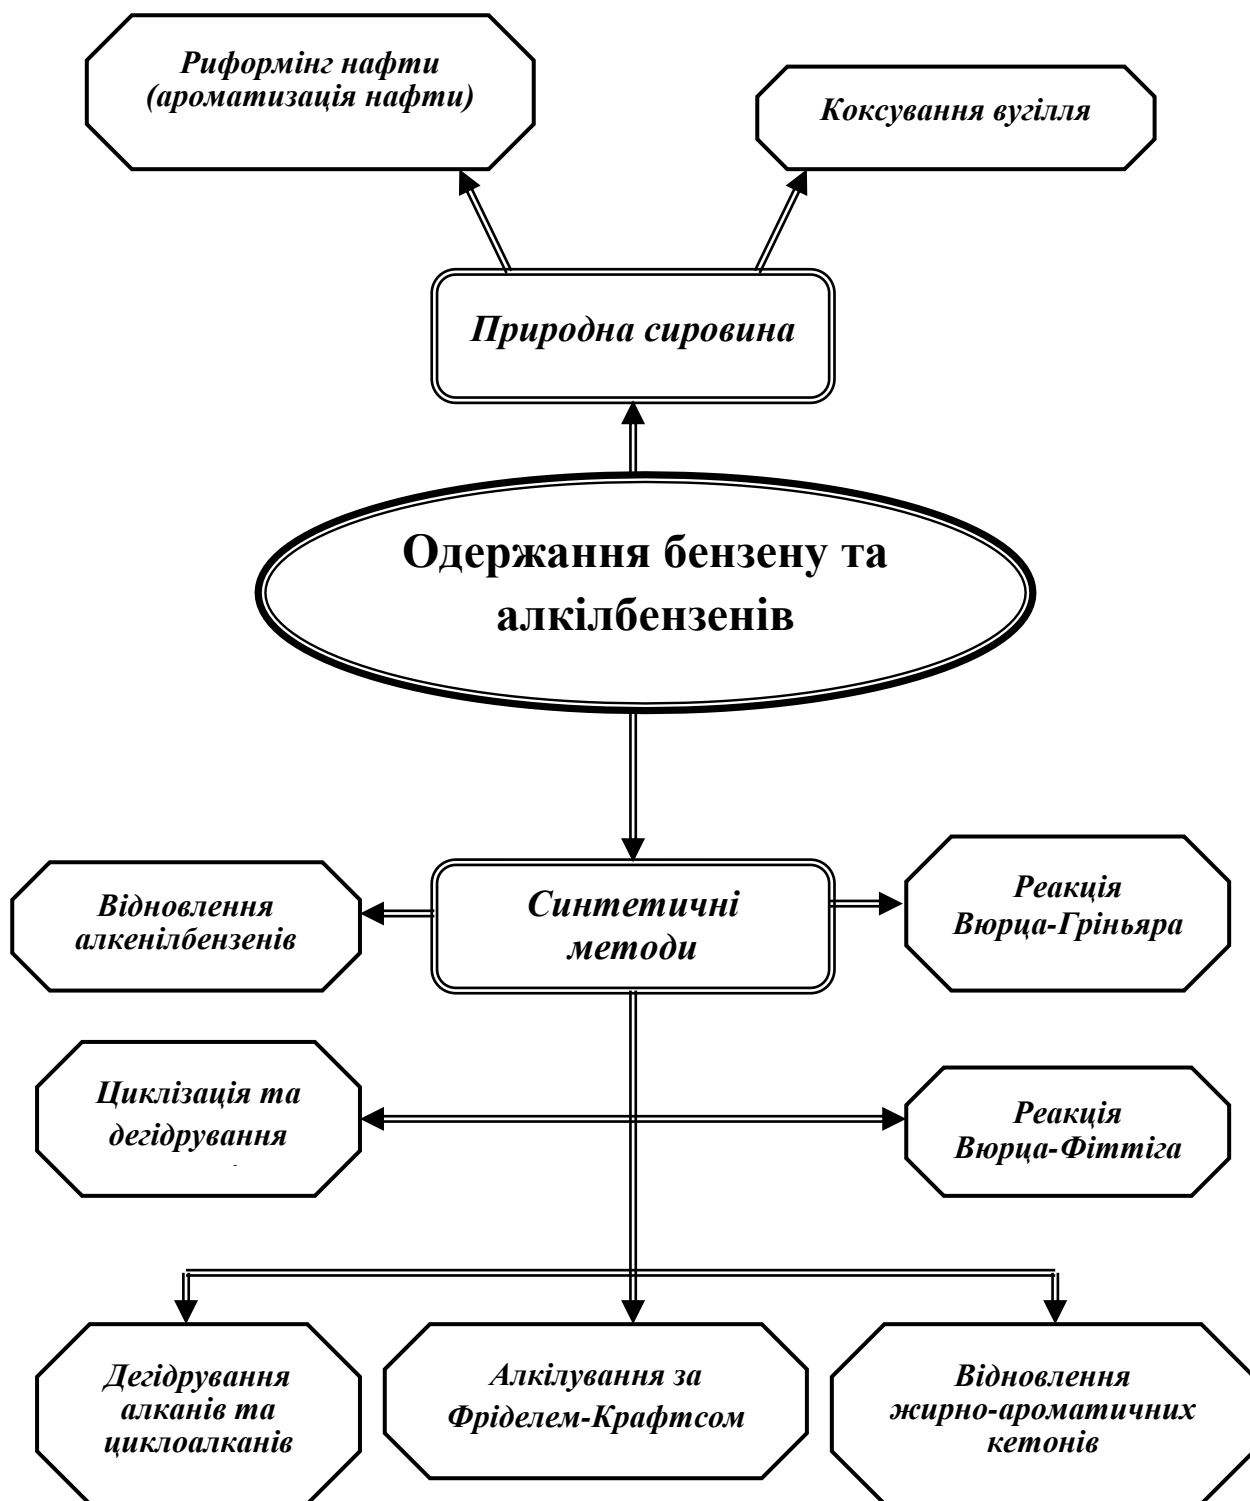 Риформінг нафти
(ароматизація нафти)
Коксування вугілля
Природна сировина
Одержання бензену та
алкілбензенів
Синтетичні
методи
Відновлення
алкенілбензенів
Реакція
Вюрца-Гріньяра
Циклізація та
дегідрування
Реакція
Вюрца-Фіттіга
Дегідрування
алканів та
циклоалканів
Алкілування за
Фріделем-Крафтсом
Відновлення
жирно-ароматичних
кетонів